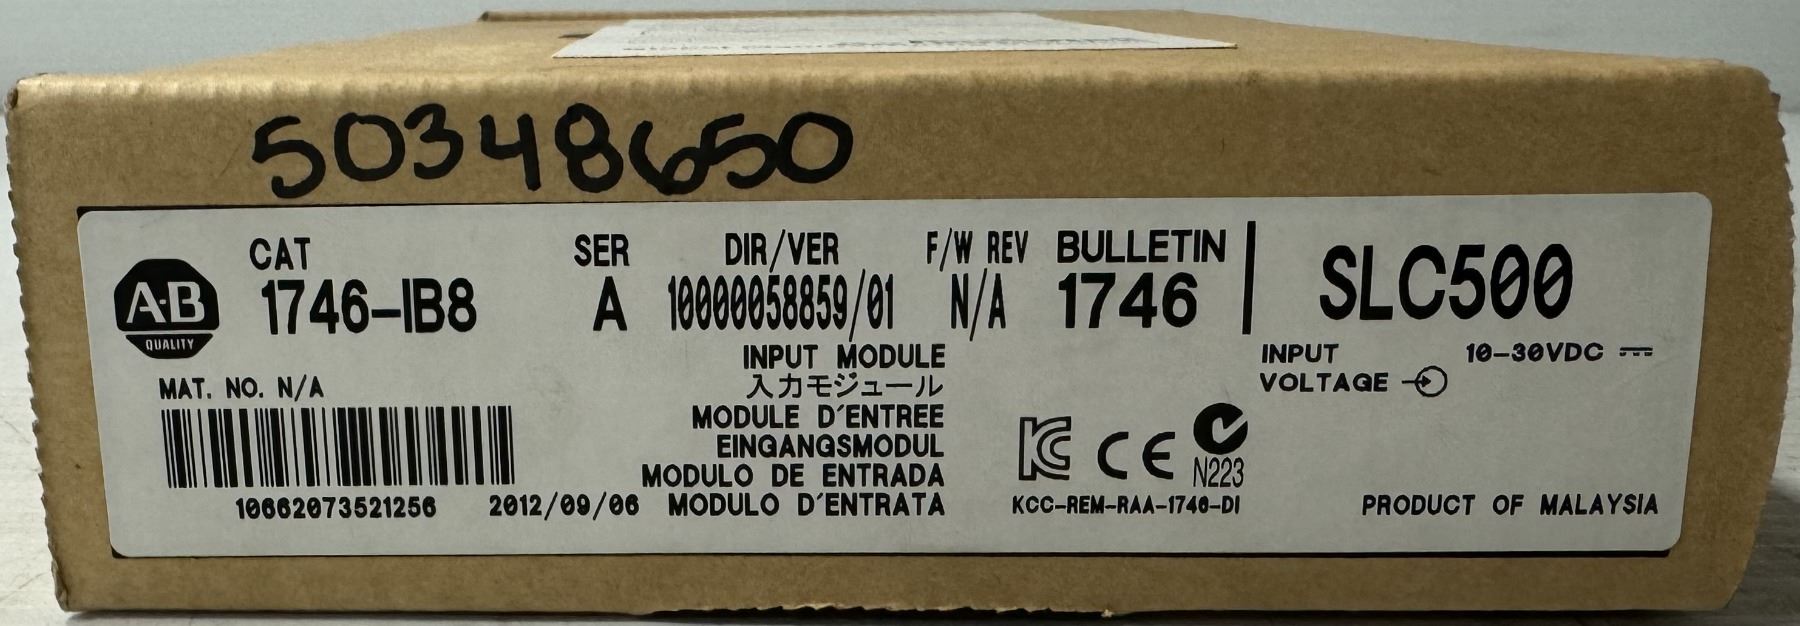 50348650
A-B
QUALITY
CAT
1746-IB8
SER
A
DIR/VER
10000058859/01
F/W REV
N/A
BULLETIN
1746
SLC500
MAT. NO. N/A
10662073521256
2012/09/06
INPUT MODULE
入力モジュール
MODULE D'ENTREE
EINGANGSMODUL
MODULO DE ENTRADA
MODULO D'ENTRATA
KC CE
N223
KCC-REM-RAA-1746-DI
INPUT
VOLTAGE
10-30VDC
PRODUCT OF MALAYSIA